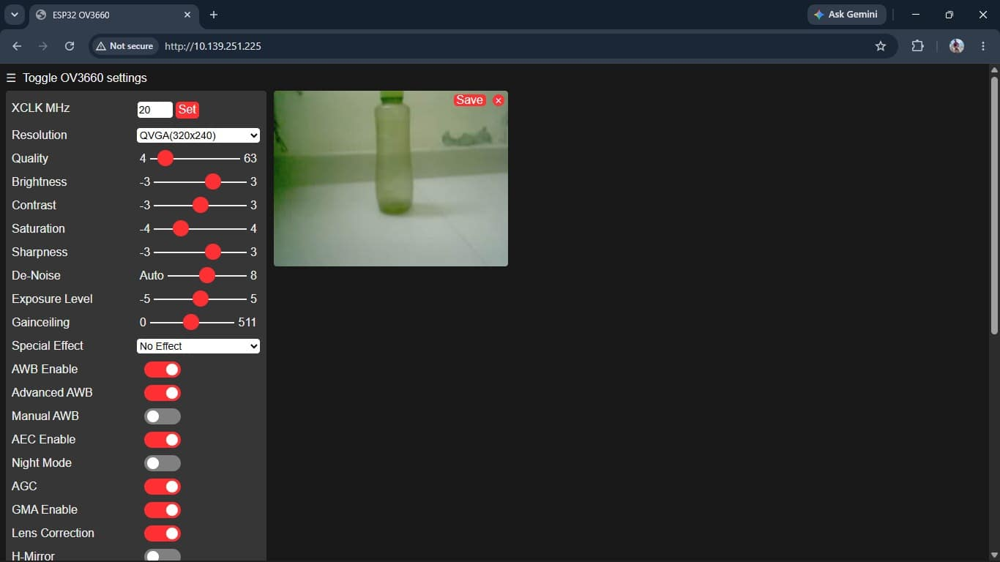 ESP32 OV3660
Ask Gemini
Not secure
http://10.139.251.225
Toggle OV3660 settings
XCLK MHz 20 Set
Resolution QVGA(320x240)
Quality 4 63
Brightness -3 3
Contrast -3 3
Saturation -4 4
Sharpness -3 3
De-Noise Auto 8
Exposure Level -5 5
Gainceiling 0 511
Special Effect No Effect
AWB Enable
Advanced AWB
Manual AWB
AEC Enable
Night Mode
AGC
GMA Enable
Lens Correction
H-Mirror
Save